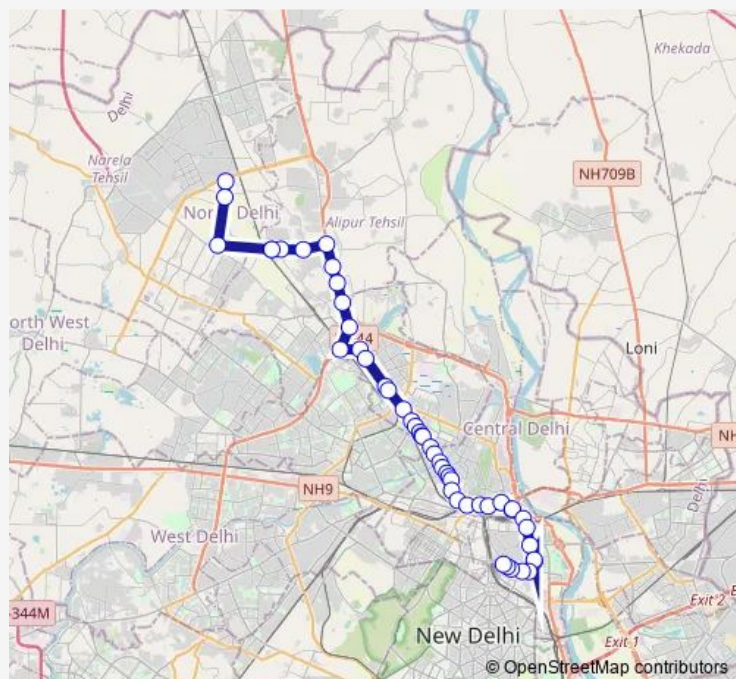 Khekada
Delhi
Narela
Tehsil
NH709B
North Delhi
Alipur Tehsil
orth West
Delhi
44
Loni
Central Delhi
NH
NH9
West Delhi
Delhi
344M
New Delhi
Exit 2
Exit 1
E
© OpenStreetMap contributors